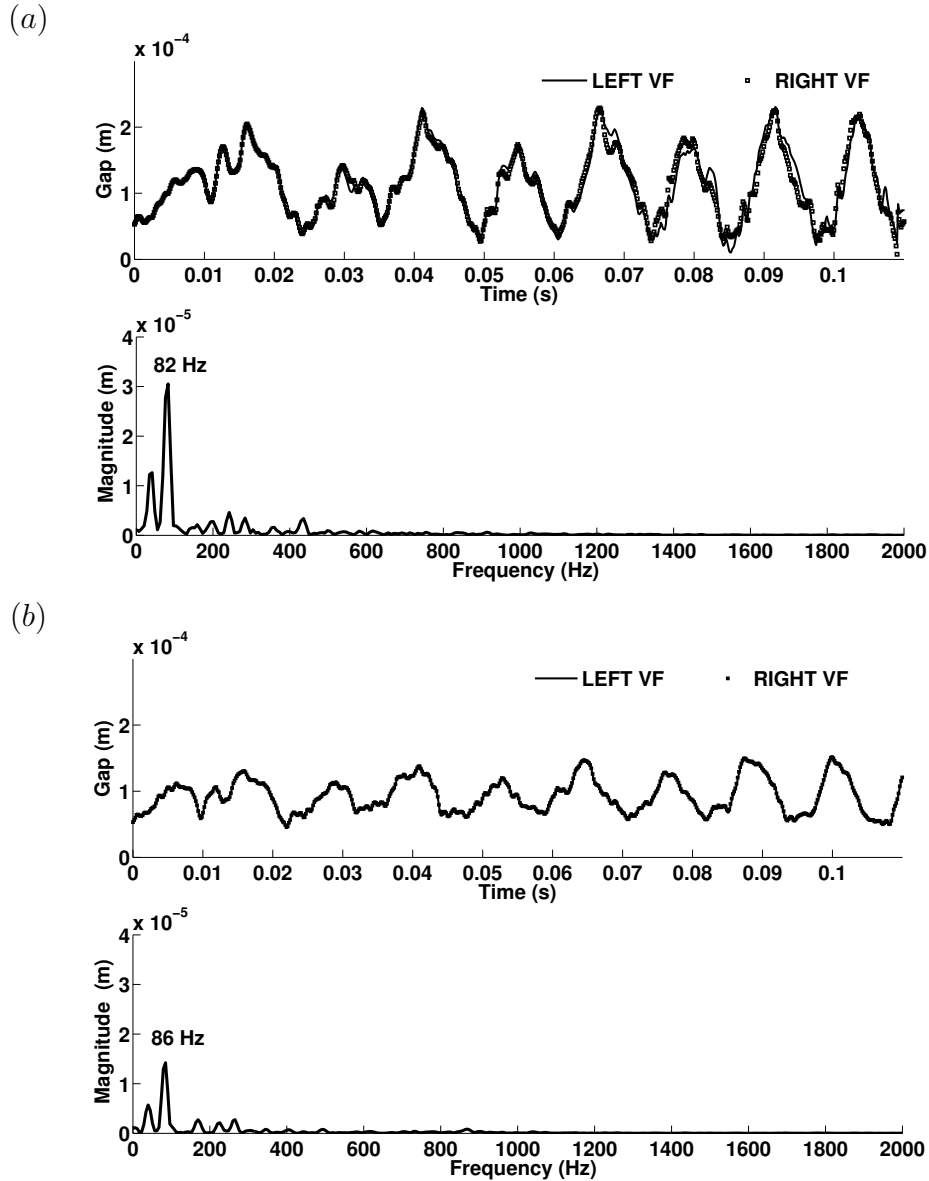 (a)
x 10⁻⁴
LEFT VF
RIGHT VF
Gap (m)
2
1
0
0 0.01 0.02 0.03 0.04 0.05 0.06 0.07 0.08 0.09 0.1
Time (s)
x 10⁻⁵
82 Hz
Magnitude (m)
4
3
2
1
0
0 200 400 600 800 1000 1200 1400 1600 1800 2000
Frequency (Hz)
(b)
x 10⁻⁴
LEFT VF
RIGHT VF
Gap (m)
2
1
0
0 0.01 0.02 0.03 0.04 0.05 0.06 0.07 0.08 0.09 0.1
Time (s)
x 10⁻⁵
86 Hz
Magnitude (m)
4
3
2
1
0
0 200 400 600 800 1000 1200 1400 1600 1800 2000
Frequency (Hz)